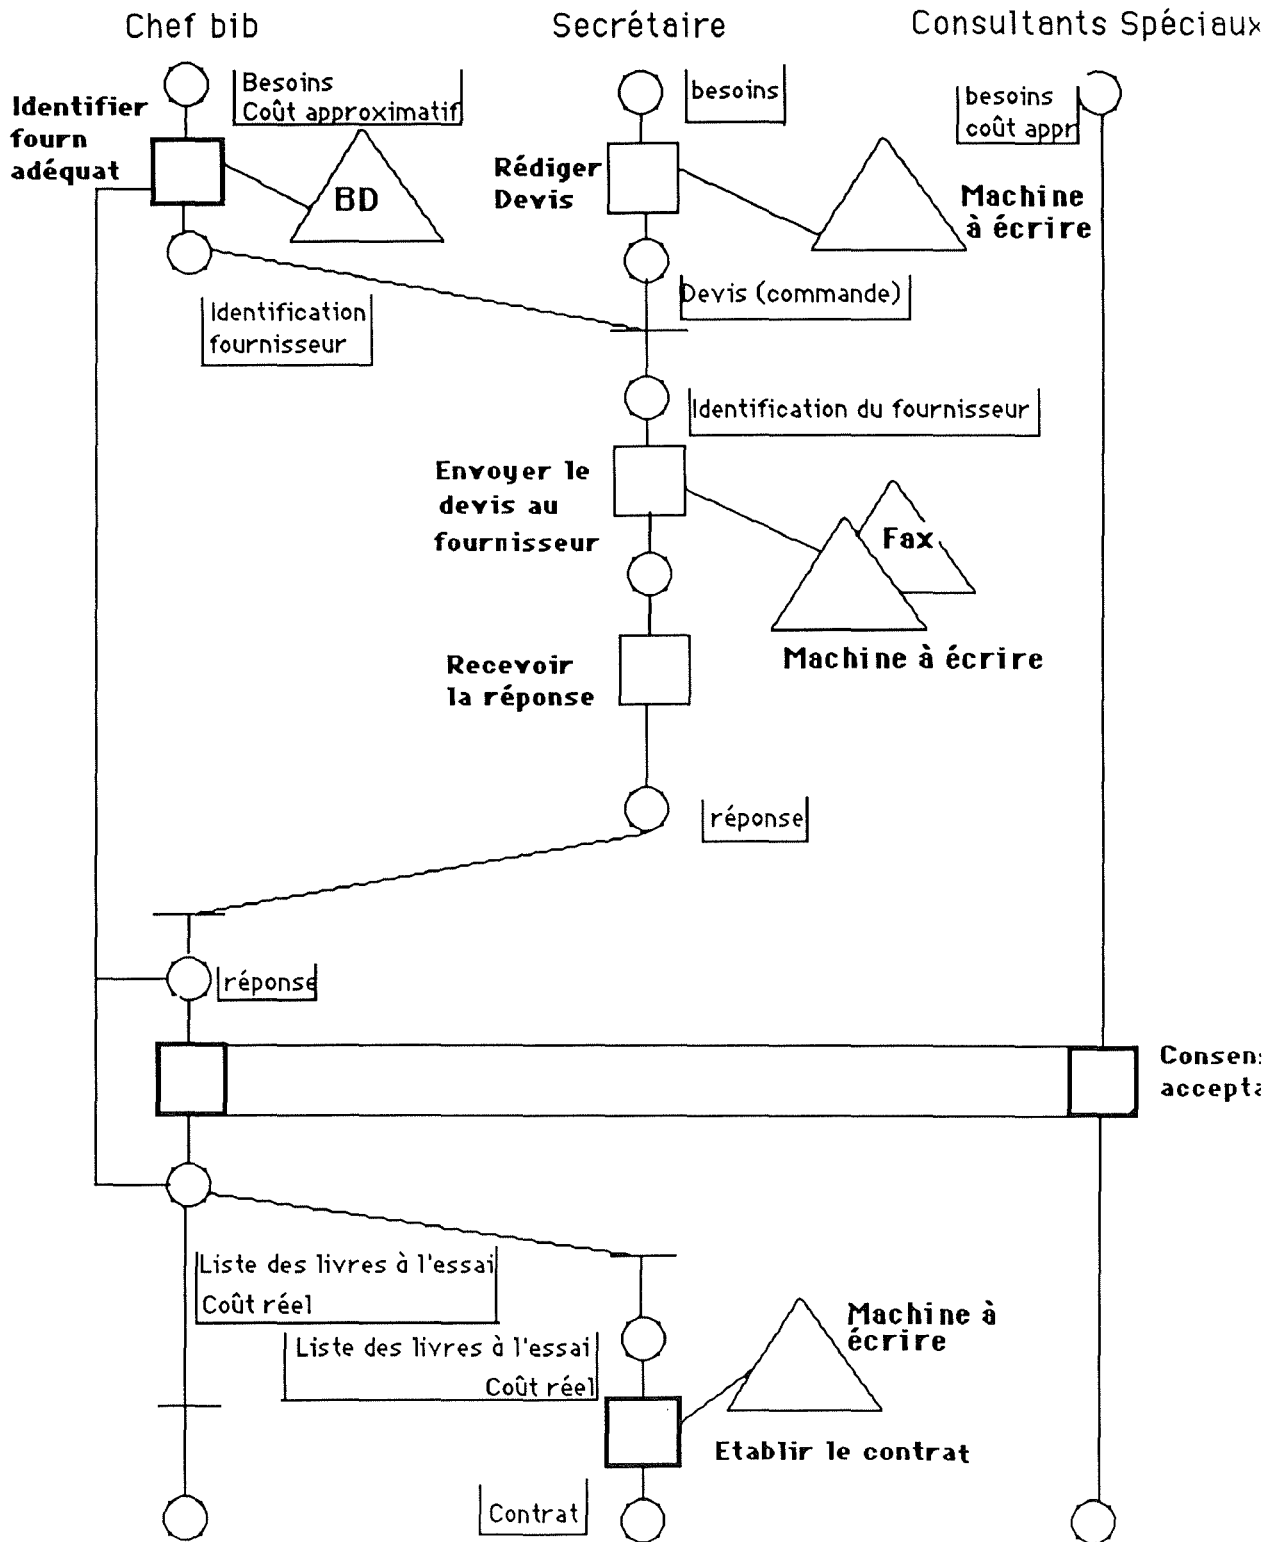 Chef bib
Secrétaire
Consultants Spéciaux
Identifier
fourn
adéquat
Besoins
Coût approximatif
BD
besoins
Rédiger
Devis
Machine
à écrire
besoins
coût appr
Identification
fournisseur
Devis (commande)
Identification du fournisseur
Envoyer le
devis au
fournisseur
Fax
Machine à écrire
Recevoir
la réponse
réponse
réponse
Liste des livres à l'essai
Coût réel
Liste des livres à l'essai
Coût réel
Machine à
écrire
Etablir le contrat
Contrat